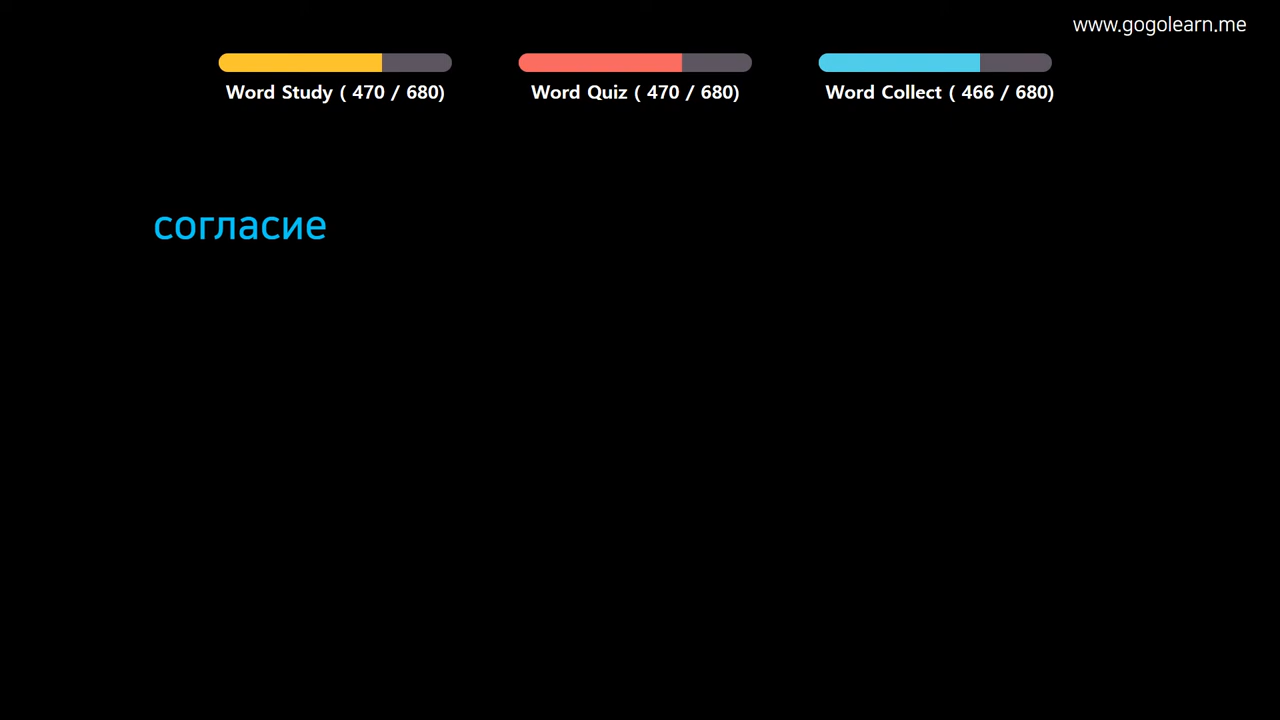 www.gogolearn.me
Word Study ( 470 / 680)
Word Quiz ( 470 / 680)
Word Collect ( 466 / 680)
согласие